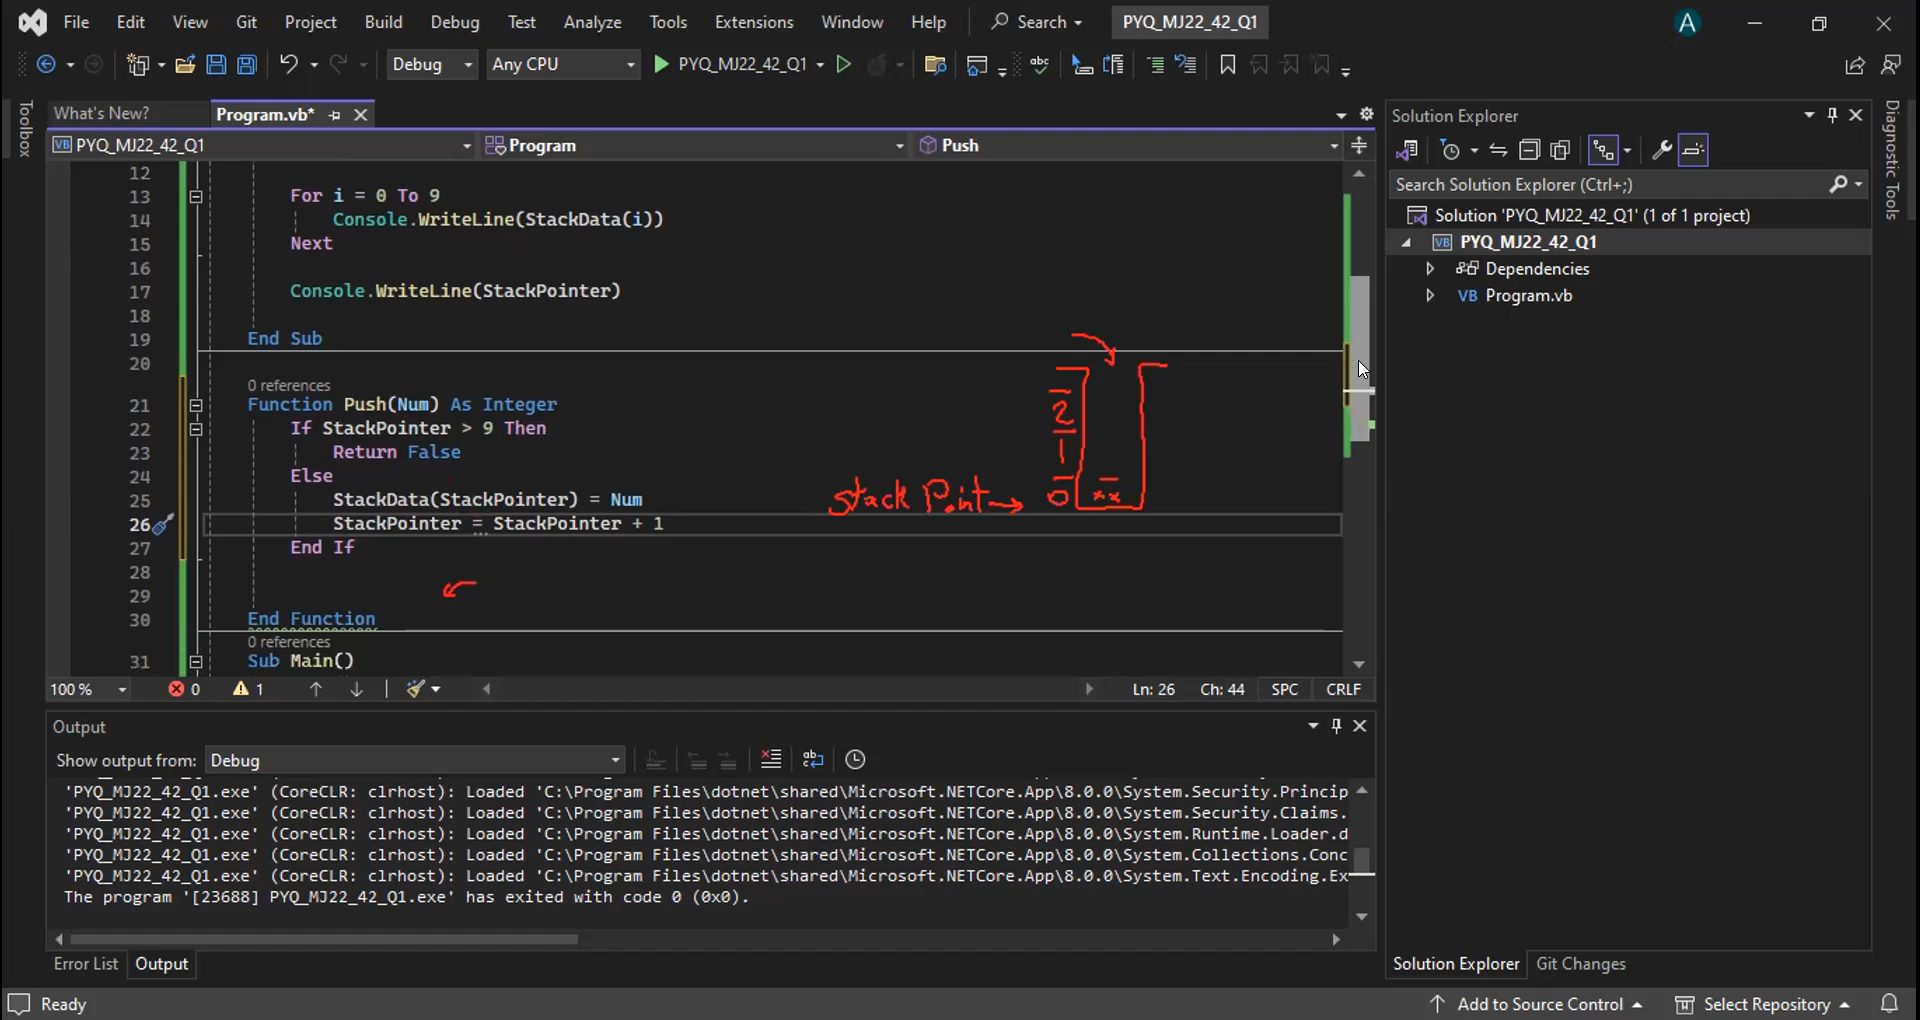 File Edit View Git Project Build Debug Test Analyze Tools Extensions Window Help Search PYQ_MJ22_42_Q1 A
Debug Any CPU PYQ_MJ22_42_Q1
Toolbox
What's New? Program.vb*
VB PYQ_MJ22_42_Q1 Program Push
12
13 For i = 0 To 9
14 Console.WriteLine(StackData(i))
15 Next
16
17 Console.WriteLine(StackPointer)
18
19 End Sub
20
0 references
21 Function Push(Num) As Integer
22 If StackPointer > 9 Then
23 Return False
24 Else
25 StackData(StackPointer) = Num
26 StackPointer = StackPointer + 1
27 End If
28
29
30 End Function
0 references
31 Sub Main()
2
1
Stack Point → 0 xx
100 % 0 1 Ln: 26 Ch: 44 SPC CRLF
Output
Show output from: Debug
'PYQ_MJ22_42_Q1.exe' (CoreCLR: clrhost): Loaded 'C:\Program Files\dotnet\shared\Microsoft.NETCore.App\8.0.0\System.Security.Princip
'PYQ_MJ22_42_Q1.exe' (CoreCLR: clrhost): Loaded 'C:\Program Files\dotnet\shared\Microsoft.NETCore.App\8.0.0\System.Security.Claims.
'PYQ_MJ22_42_Q1.exe' (CoreCLR: clrhost): Loaded 'C:\Program Files\dotnet\shared\Microsoft.NETCore.App\8.0.0\System.Runtime.Loader.d
'PYQ_MJ22_42_Q1.exe' (CoreCLR: clrhost): Loaded 'C:\Program Files\dotnet\shared\Microsoft.NETCore.App\8.0.0\System.Collections.Conc
'PYQ_MJ22_42_Q1.exe' (CoreCLR: clrhost): Loaded 'C:\Program Files\dotnet\shared\Microsoft.NETCore.App\8.0.0\System.Text.Encoding.Ex
The program '[23688] PYQ_MJ22_42_Q1.exe' has exited with code 0 (0x0).
Error List Output
Solution Explorer
Search Solution Explorer (Ctrl+;)
Solution 'PYQ_MJ22_42_Q1' (1 of 1 project)
VB PYQ_MJ22_42_Q1
Dependencies
VB Program.vb
Solution Explorer Git Changes
Diagnostic Tools
Ready Add to Source Control Select Repository